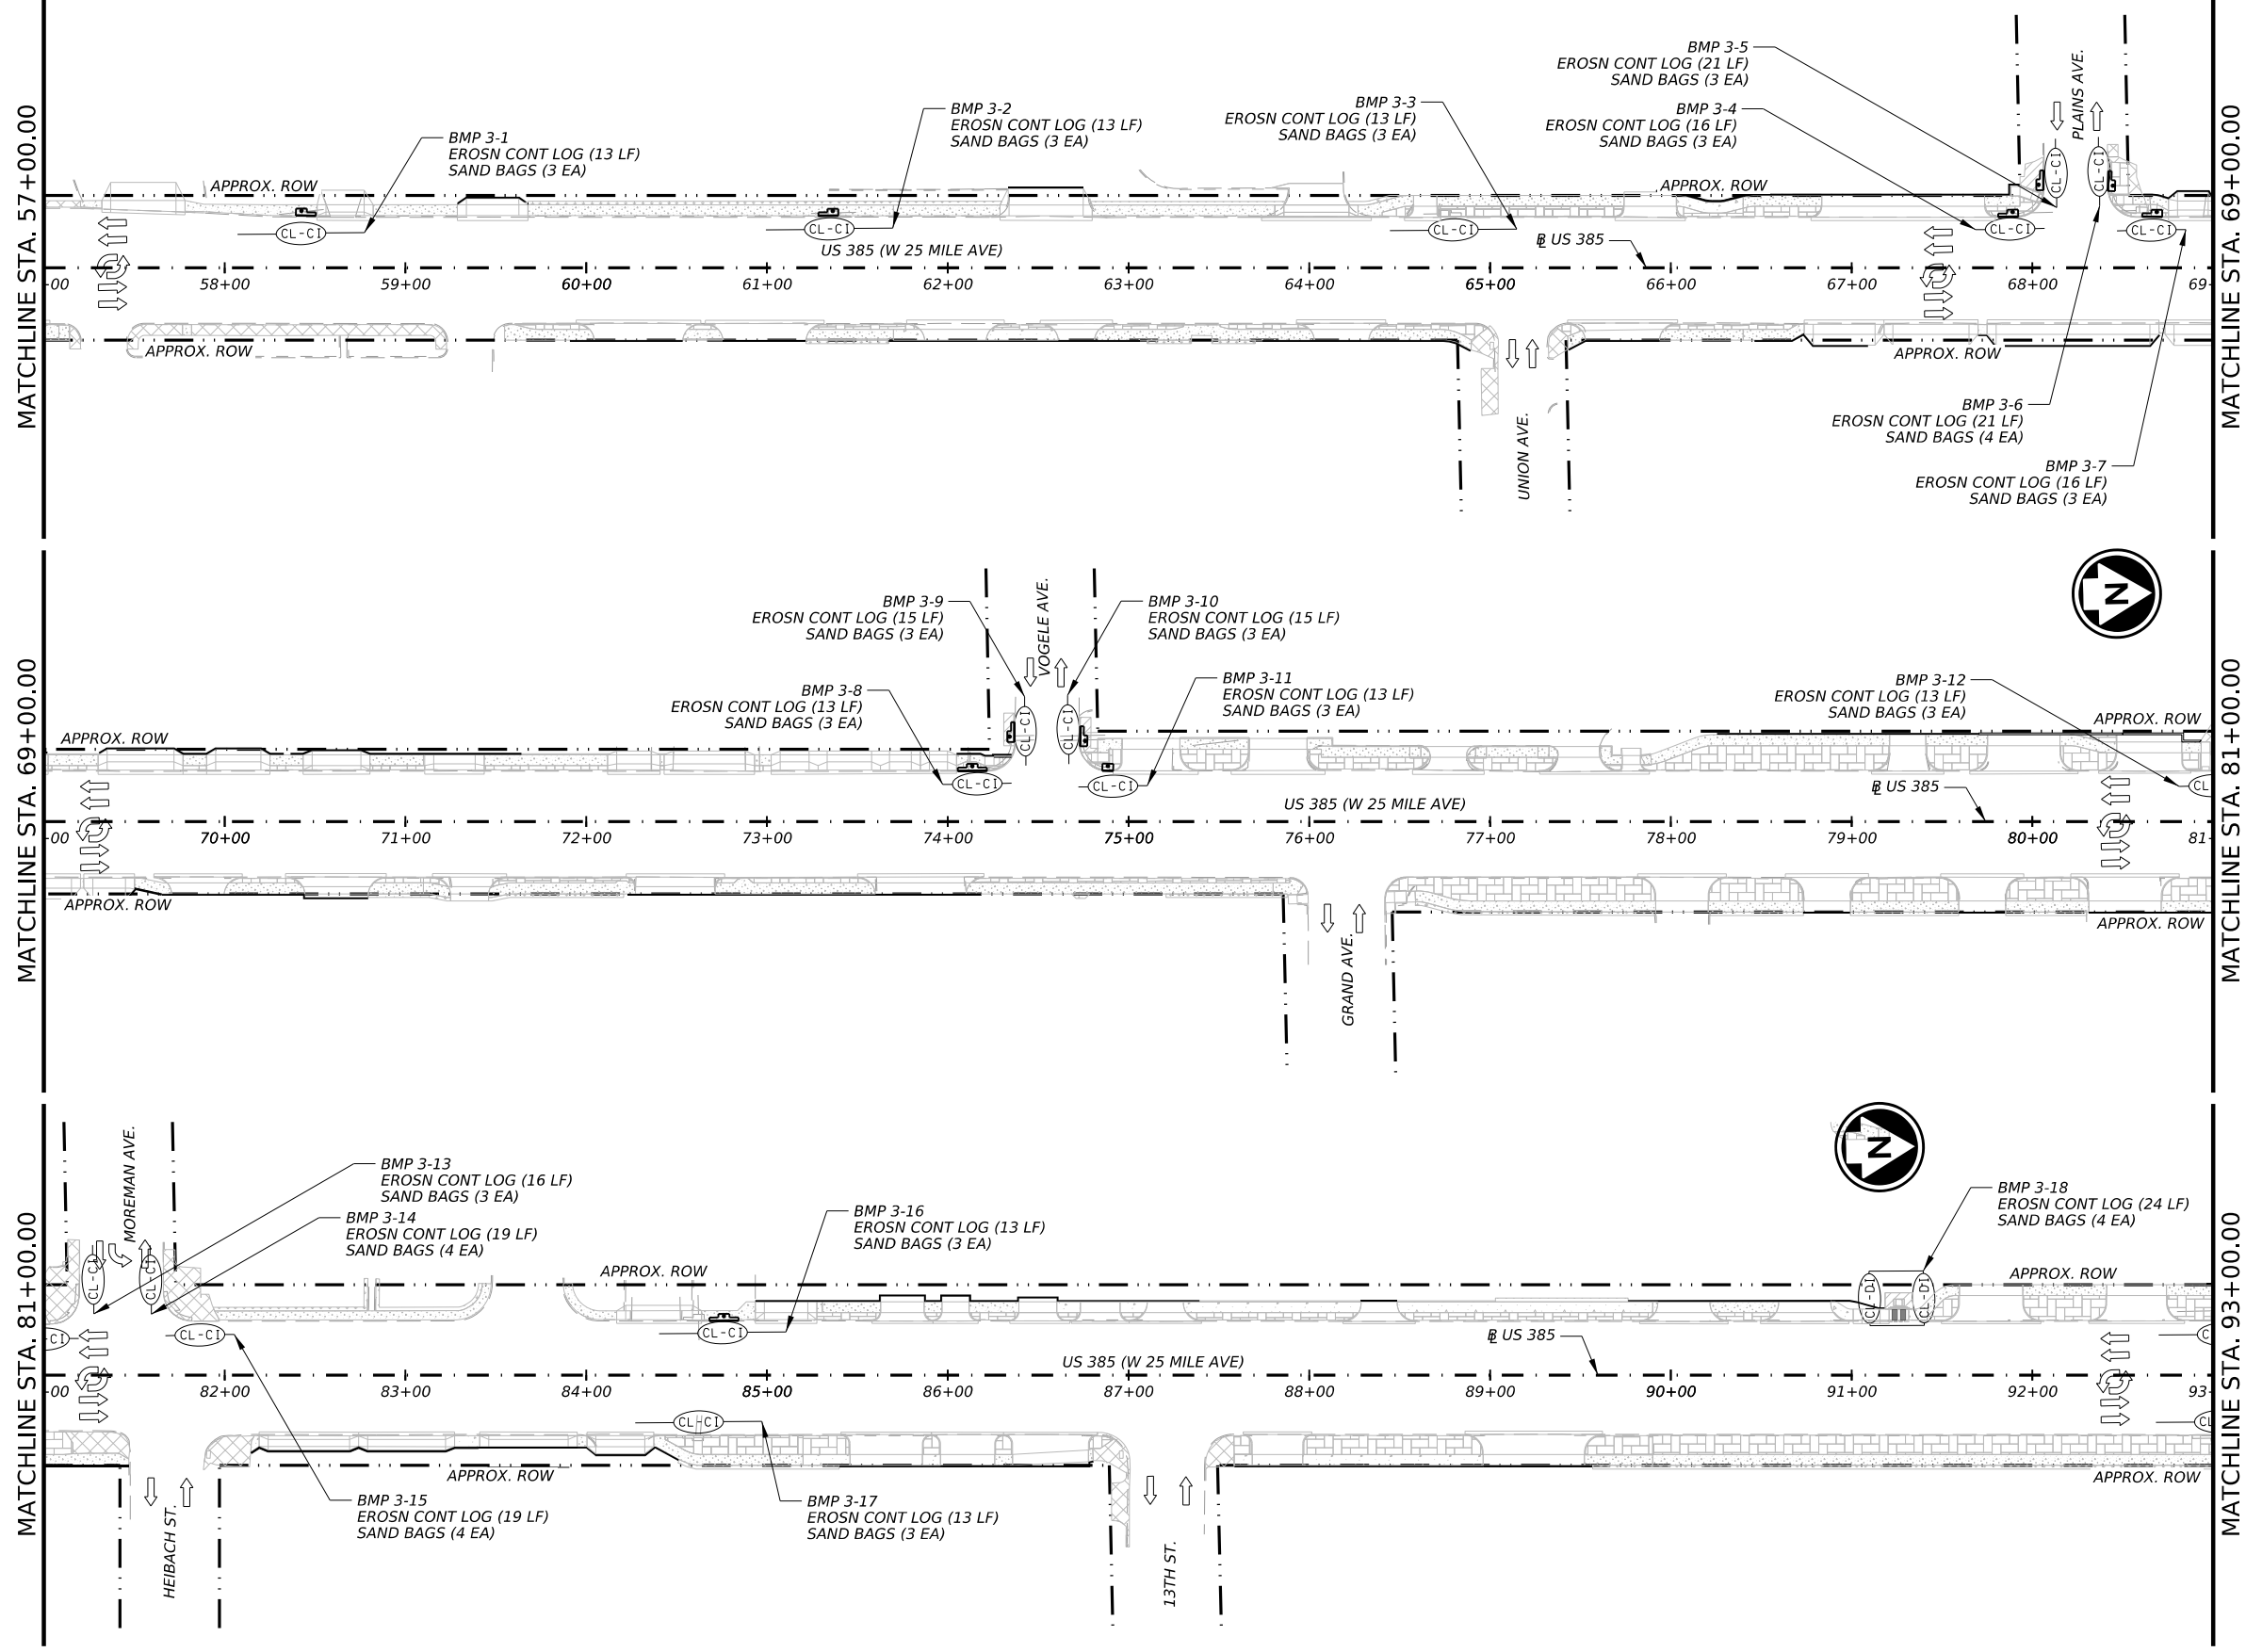 MATCHLINE STA. 57+00.00
BMP 3-1
EROSN CONT LOG (13 LF)
SAND BAGS (3 EA)
BMP 3-2
EROSN CONT LOG (13 LF)
SAND BAGS (3 EA)
BMP 3-3
EROSN CONT LOG (13 LF)
SAND BAGS (3 EA)
BMP 3-5
EROSN CONT LOG (21 LF)
SAND BAGS (3 EA)
BMP 3-4
EROSN CONT LOG (16 LF)
SAND BAGS (3 EA)
PLAINS AVE.
MATCHLINE STA. 69+00.00
APPROX. ROW
APPROX. ROW
CL-CI
CL-CI
CL-CI
CL-CI
CL-CI
CL-CI
CL-CI
US 385 (W 25 MILE AVE)
B US 385
-00
58+00
59+00
60+00
61+00
62+00
63+00
64+00
65+00
66+00
67+00
68+00
69-
APPROX. ROW
APPROX. ROW
UNION AVE.
BMP 3-6
EROSN CONT LOG (21 LF)
SAND BAGS (4 EA)
BMP 3-7
EROSN CONT LOG (16 LF)
SAND BAGS (3 EA)
MATCHLINE STA. 69+00.00
BMP 3-9
EROSN CONT LOG (15 LF)
SAND BAGS (3 EA)
VOGELE AVE.
BMP 3-10
EROSN CONT LOG (15 LF)
SAND BAGS (3 EA)
N
BMP 3-8
EROSN CONT LOG (13 LF)
SAND BAGS (3 EA)
BMP 3-11
EROSN CONT LOG (13 LF)
SAND BAGS (3 EA)
BMP 3-12
EROSN CONT LOG (13 LF)
SAND BAGS (3 EA)
MATCHLINE STA. 81+00.00
APPROX. ROW
APPROX. ROW
CL-CI
CL-CI
CL-CI
CL-CI
CL
US 385 (W 25 MILE AVE)
B US 385
-00
70+00
71+00
72+00
73+00
74+00
75+00
76+00
77+00
78+00
79+00
80+00
81-
APPROX. ROW
APPROX. ROW
GRAND AVE.
MATCHLINE STA. 81+00.00
MOREMAN AVE.
BMP 3-13
EROSN CONT LOG (16 LF)
SAND BAGS (3 EA)
BMP 3-14
EROSN CONT LOG (19 LF)
SAND BAGS (4 EA)
BMP 3-16
EROSN CONT LOG (13 LF)
SAND BAGS (3 EA)
N
BMP 3-18
EROSN CONT LOG (24 LF)
SAND BAGS (4 EA)
MATCHLINE STA. 93+00.00
APPROX. ROW
APPROX. ROW
CL-CI
CL-CI
CL-DI
CL-DI
CI
CL-CI
CL-CI
C
US 385 (W 25 MILE AVE)
B US 385
-00
82+00
83+00
84+00
85+00
86+00
87+00
88+00
89+00
90+00
91+00
92+00
93-
CL-CI
CL
APPROX. ROW
APPROX. ROW
HEIBACH ST.
BMP 3-15
EROSN CONT LOG (19 LF)
SAND BAGS (4 EA)
BMP 3-17
EROSN CONT LOG (13 LF)
SAND BAGS (3 EA)
13TH ST.